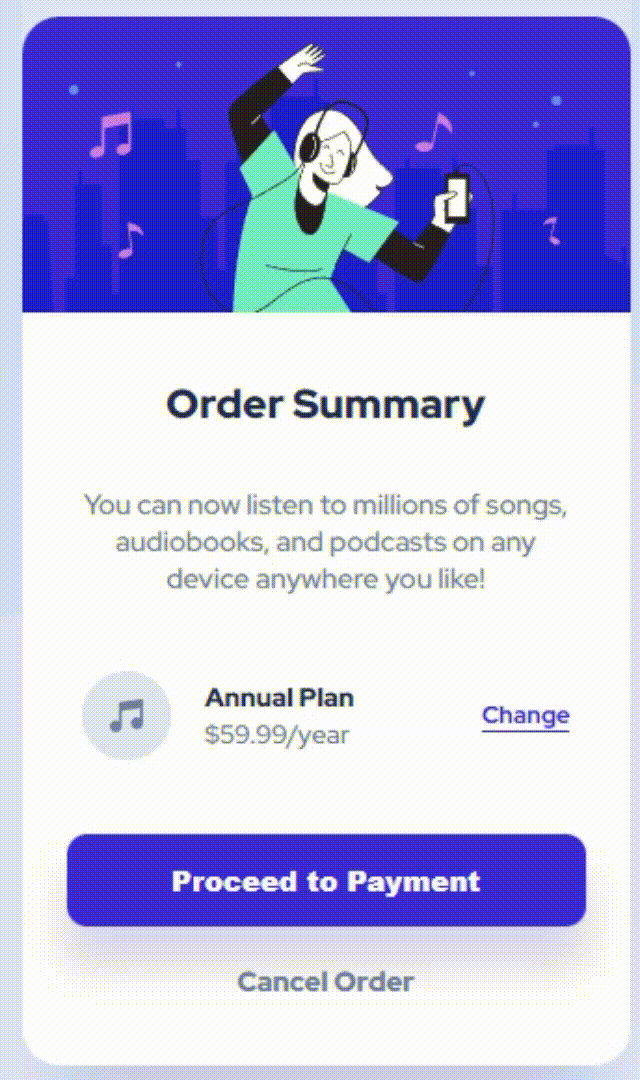 Order Summary
You can now listen to millions of songs,
audiobooks, and podcasts on any
device anywhere you like!
Annual Plan
$59.99/year
Change
Proceed to Payment
Cancel Order